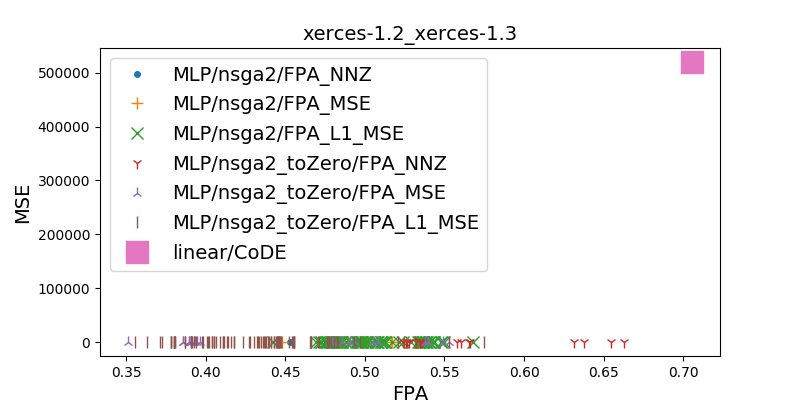 xerces-1.2_xerces-1.3
500000
400000
300000
200000
100000
0
MSE
MLP/nsga2/FPA_NNZ
MLP/nsga2/FPA_MSE
MLP/nsga2/FPA_L1_MSE
MLP/nsga2_toZero/FPA_NNZ
MLP/nsga2_toZero/FPA_MSE
MLP/nsga2_toZero/FPA_L1_MSE
linear/CoDE
0.35 0.40 0.45 0.50 0.55 0.60 0.65 0.70
FPA